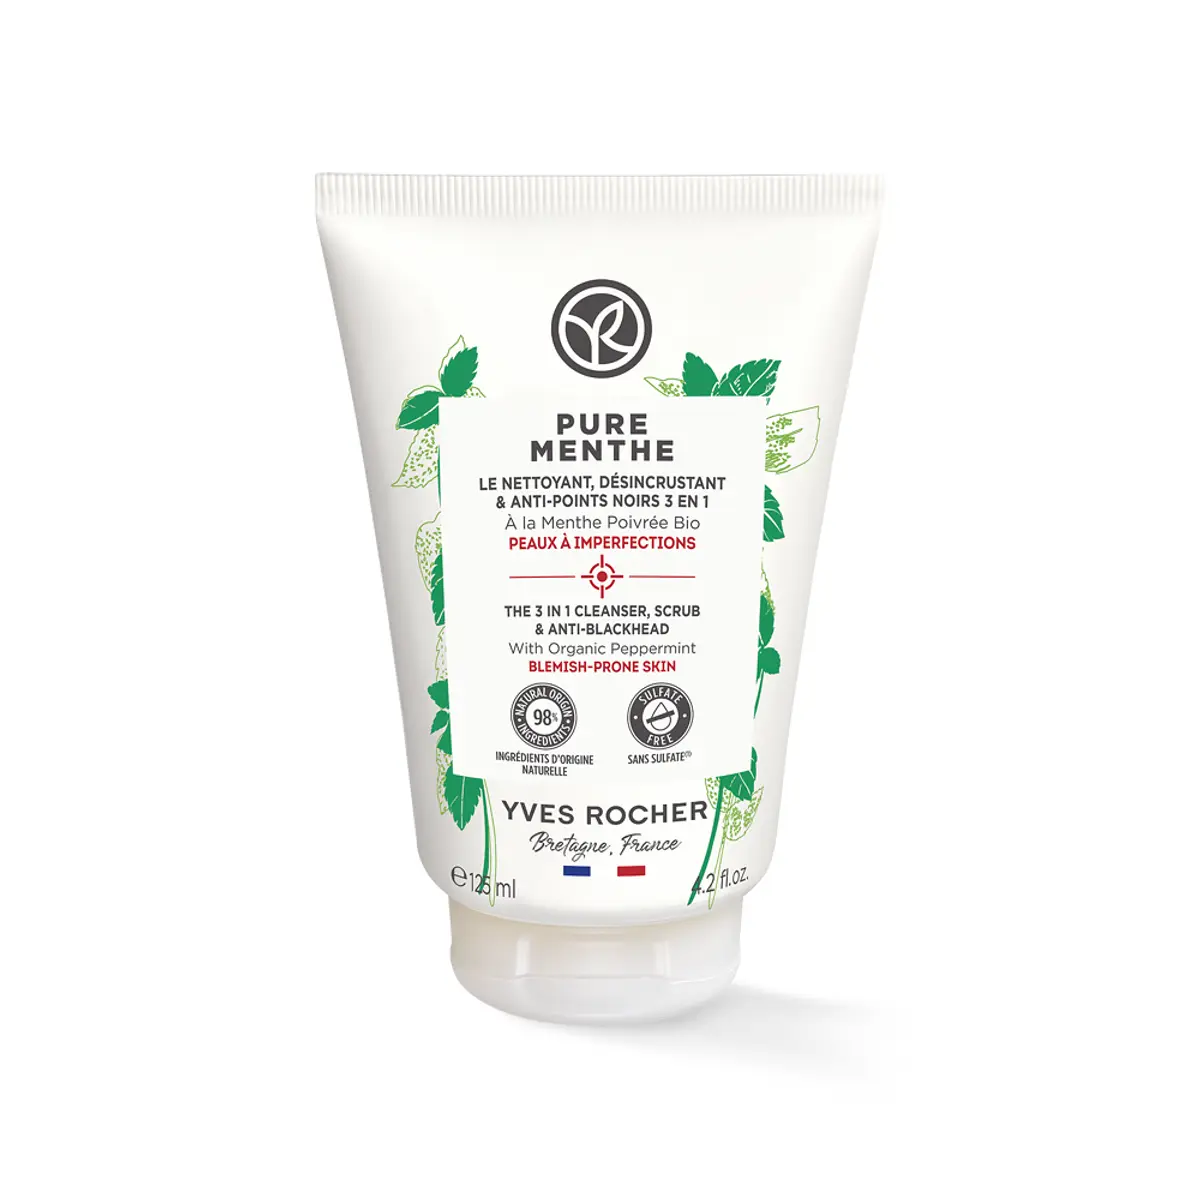 PURE
MENTHE
LE NETTOYANT, DÉSINCRUSTANT
& ANTI-POINTS NOIRS 3 EN 1
À la Menthe Poivrée Bio
PEAUX À IMPERFECTIONS
THE 3 IN 1 CLEANSER, SCRUB
& ANTI-BLACKHEAD
With Organic Peppermint
BLEMISH-PRONE SKIN
NATURAL ORIGIN
98%
INGREDIENTS
INGRÉDIENTS D'ORIGINE
NATURELLE
SULFATE
FREE
SANS SULFATE(1)
YVES ROCHER
Bretagne, France
℮125 ml
4.2 fl.oz.